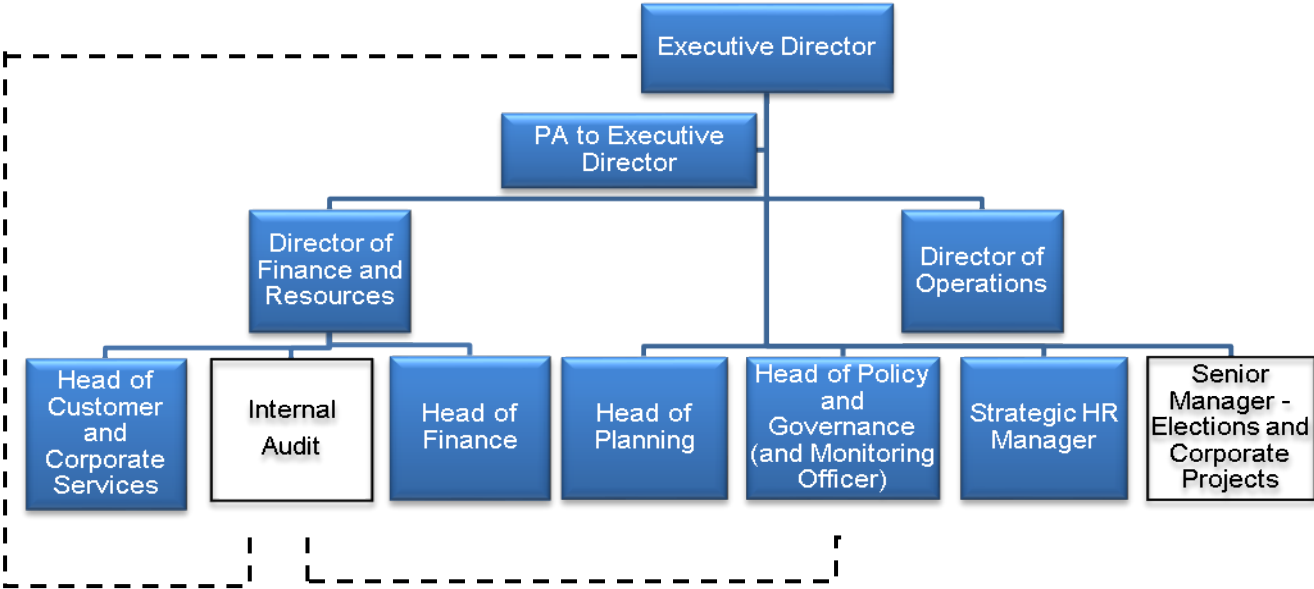 Executive Director
PA to Executive
Director
Director of
Finance and
Resources
Director of
Operations
Head of
Customer
and
Corporate
Services
Internal
Audit
Head of
Finance
Head of
Planning
Head of Policy
and
Governance
(and Monitoring
Officer)
Strategic HR
Manager
Senior
Manager -
Elections and
Corporate
Projects